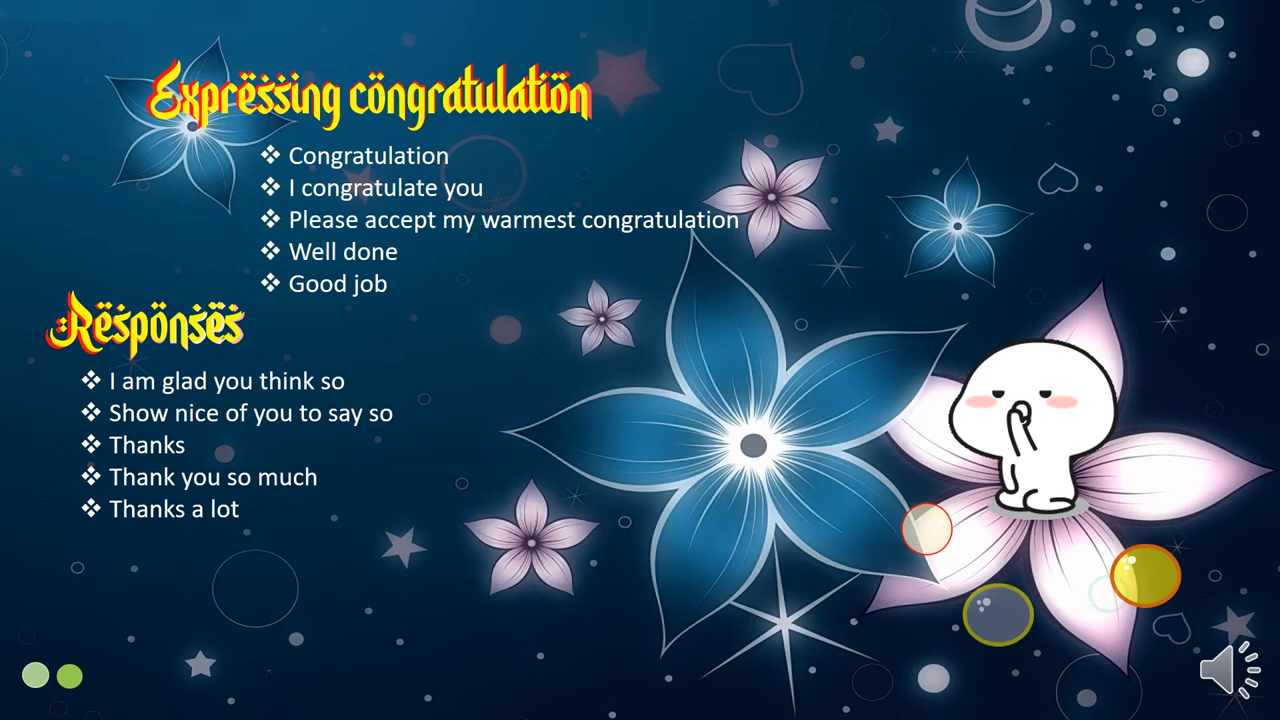 Expressing congratulation
❖ Congratulation
❖ I congratulate you
❖ Please accept my warmest congratulation
❖ Well done
❖ Good job
:Responses
❖ I am glad you think so
❖ Show nice of you to say so
❖ Thanks
❖ Thank you so much
❖ Thanks a lot